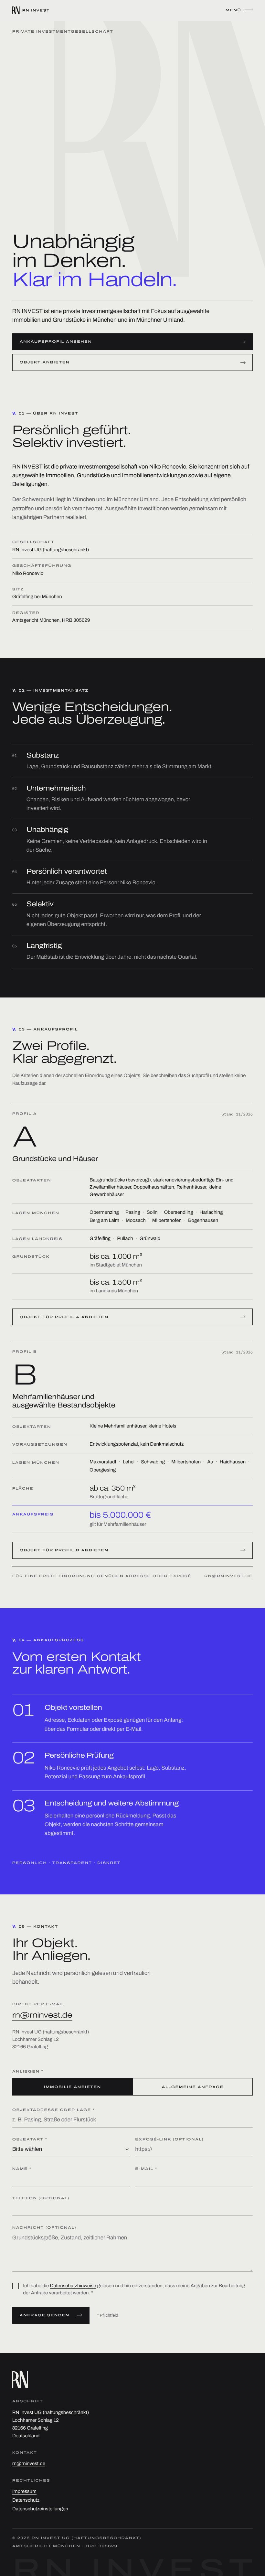 RN RN INVEST
MENÜ
PRIVATE INVESTMENTGESELLSCHAFT
Unabhängig
im Denken.
Klar im Handeln.
RN INVEST ist eine private Investmentgesellschaft mit Fokus auf ausgewählte
Immobilien und Grundstücke in München und im Münchner Umland.
ANKAUFSPROFIL ANSEHEN
OBJEKT ANBIETEN
01 — ÜBER RN INVEST
Persönlich geführt.
Selektiv investiert.
RN INVEST ist die private Investmentgesellschaft von Niko Roncevic. Sie konzentriert sich auf
ausgewählte Immobilien, Grundstücke und Immobilienentwicklungen sowie auf eigene
Beteiligungen.
Der Schwerpunkt liegt in München und im Münchner Umland. Jede Entscheidung wird persönlich
getroffen und persönlich verantwortet. Ausgewählte Investitionen werden gemeinsam mit
langjährigen Partnern realisiert.
GESELLSCHAFT
RN Invest UG (haftungsbeschränkt)
GESCHÄFTSFÜHRUNG
Niko Roncevic
SITZ
Gräfelfing bei München
REGISTER
Amtsgericht München, HRB 305629
02 — INVESTMENTANSATZ
Wenige Entscheidungen.
Jede aus Überzeugung.
01 Substanz
Lage, Grundstück und Bausubstanz zählen mehr als die Stimmung am Markt.
02 Unternehmerisch
Chancen, Risiken und Aufwand werden nüchtern abgewogen, bevor
investiert wird.
03 Unabhängig
Keine Gremien, keine Vertriebsziele, kein Anlagedruck. Entschieden wird in
der Sache.
04 Persönlich verantwortet
Hinter jeder Zusage steht eine Person: Niko Roncevic.
05 Selektiv
Nicht jedes gute Objekt passt. Erworben wird nur, was dem Profil und der
eigenen Überzeugung entspricht.
06 Langfristig
Der Maßstab ist die Entwicklung über Jahre, nicht das nächste Quartal.
03 — ANKAUFSPROFIL
Zwei Profile.
Klar abgegrenzt.
Die Kriterien dienen der schnellen Einordnung eines Objekts. Sie beschreiben das Suchprofil und stellen keine
Kaufzusage dar.
PROFIL A
A
Grundstücke und Häuser
OBJEKTARTEN
Baugrundstücke (bevorzugt), stark renovierungsbedürftige Ein- und
Zweifamilienhäuser, Doppelhaushälften, Reihenhäuser, kleine
Gewerbehäuser
LAGEN MÜNCHEN
Obermenzing · Pasing · Solln · Obersendling · Harlaching ·
Berg am Laim · Moosach · Milbertshofen · Bogenhausen
LAGEN LANDKREIS
Gräfelfing · Pullach · Grünwald
GRUNDSTÜCK
bis ca. 1.000 m²
im Stadtgebiet München
bis ca. 1.500 m²
im Landkreis München
OBJEKT FÜR PROFIL A ANBIETEN
PROFIL B
B
Mehrfamilienhäuser und
ausgewählte Bestandsobjekte
OBJEKTARTEN
Kleine Mehrfamilienhäuser, kleine Hotels
VORAUSSETZUNGEN
Entwicklungspotenzial, kein Denkmalschutz
LAGEN MÜNCHEN
Maxvorstadt · Lehel · Schwabing · Milbertshofen · Au · Haidhausen ·
Obergiesing
FLÄCHE
ab ca. 350 m²
Bruttogrundfläche
ANKAUFSPREIS
bis 5.000.000 €
gilt für Mehrfamilienhäuser
OBJEKT FÜR PROFIL B ANBIETEN
FÜR EINE ERSTE EINORDNUNG GENÜGEN ADRESSE ODER EXPOSÉ
RN@RNINVEST.DE
04 — ANKAUFSPROZESS
Vom ersten Kontakt
zur klaren Antwort.
01 Objekt vorstellen
Adresse, Eckdaten oder Exposé genügen für den Anfang:
über das Formular oder direkt per E-Mail.
02 Persönliche Prüfung
Niko Roncevic prüft jedes Angebot selbst: Lage, Substanz,
Potenzial und Passung zum Ankaufsprofil.
03 Entscheidung und weitere Abstimmung
Sie erhalten eine persönliche Rückmeldung. Passt das
Objekt, werden die nächsten Schritte gemeinsam
abgestimmt.
PERSÖNLICH · TRANSPARENT · DISKRET
05 — KONTAKT
Ihr Objekt.
Ihr Anliegen.
Jede Nachricht wird persönlich gelesen und vertraulich
behandelt.
DIREKT PER E-MAIL
rn@rninvest.de
RN Invest UG (haftungsbeschränkt)
Lochhamer Schlag 12
82166 Gräfelfing
ANLIEGEN *
IMMOBILIE ANBIETEN
ALLGEMEINE ANFRAGE
OBJEKTADRESSE ODER LAGE *
z. B. Pasing, Straße oder Flurstück
OBJEKTART *
EXPOSÉ-LINK (OPTIONAL)
Bitte wählen
https://
NAME *
E-MAIL *
TELEFON (OPTIONAL)
NACHRICHT (OPTIONAL)
Grundstücksgröße, Zustand, zeitlicher Rahmen
Ich habe die Datenschutzhinweise gelesen und bin einverstanden, dass meine Angaben zur Bearbeitung
der Anfrage verarbeitet werden. *
ANFRAGE SENDEN
* Pflichtfeld
RN
ANSCHRIFT
RN Invest UG (haftungsbeschränkt)
Lochhamer Schlag 12
82166 Gräfelfing
Deutschland
KONTAKT
rn@rninvest.de
RECHTLICHES
Impressum
Datenschutz
Datenschutzeinstellungen
© 2026 RN INVEST UG (HAFTUNGSBESCHRÄNKT)
AMTSGERICHT MÜNCHEN · HRB 305629
RN INVEST